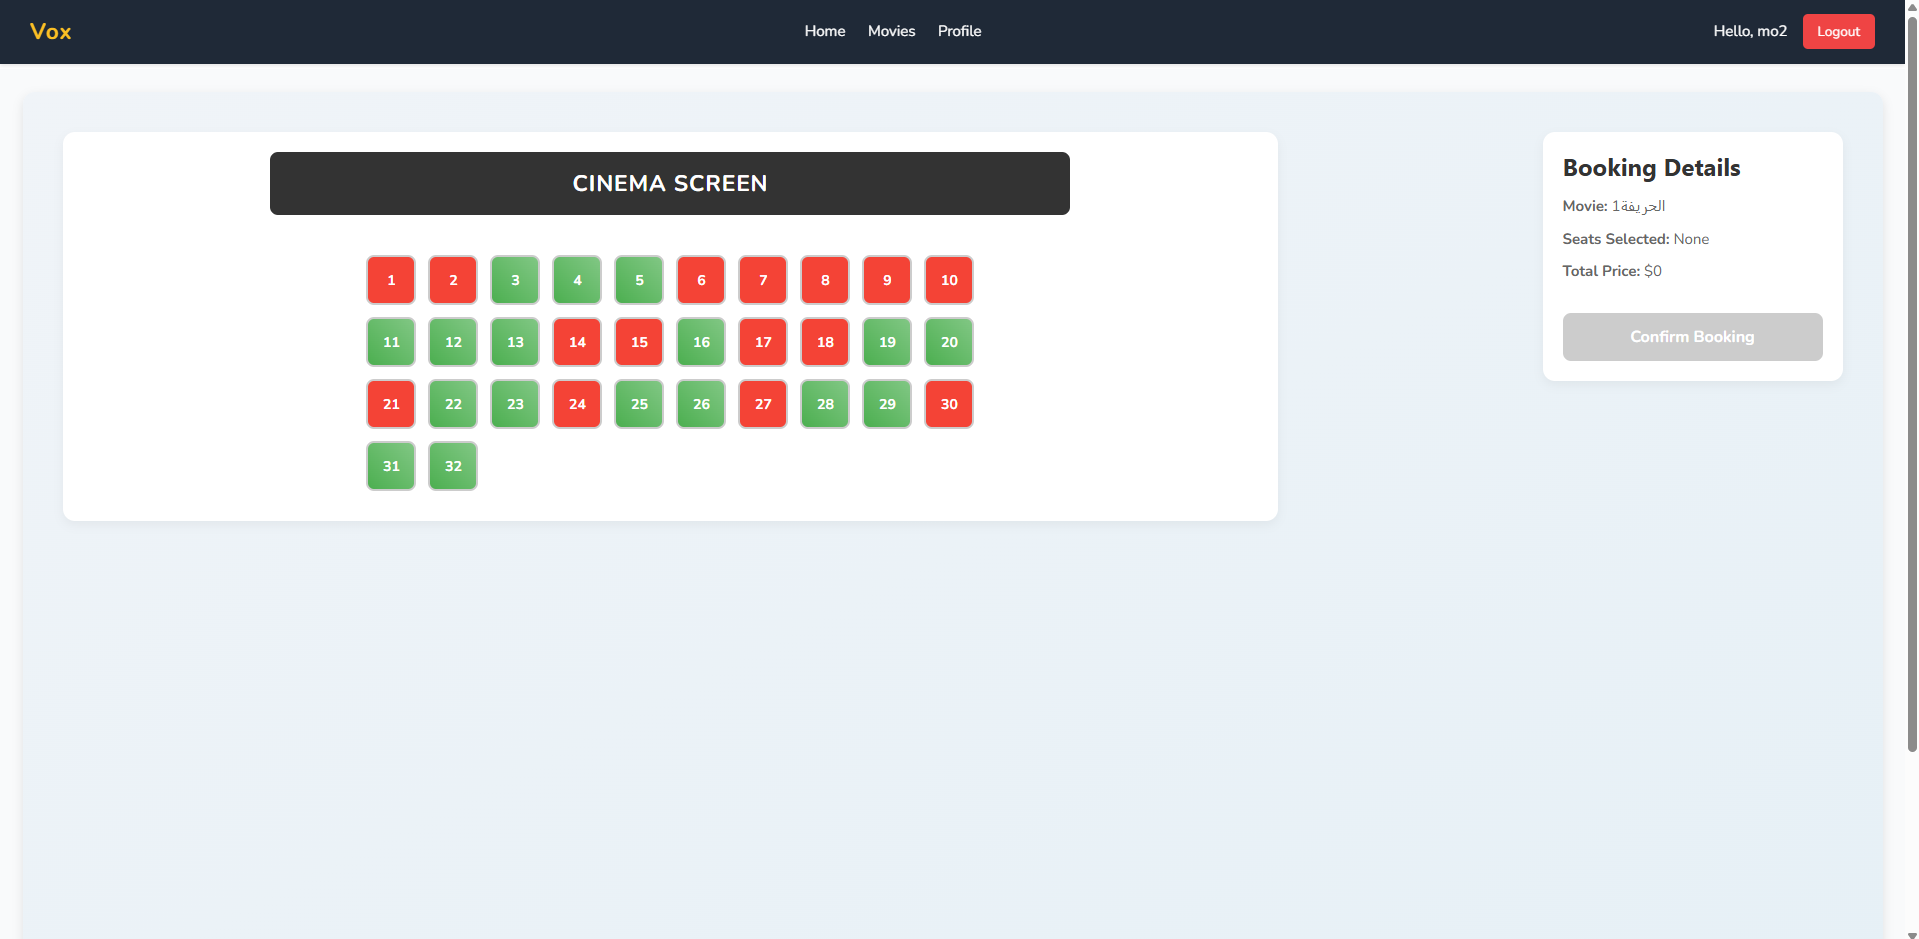 Vox
Home Movies Profile
Hello, mo2
Logout
CINEMA SCREEN
1 2 3 4 5 6 7 8 9 10
11 12 13 14 15 16 17 18 19 20
21 22 23 24 25 26 27 28 29 30
31 32
Booking Details
Movie: الحريفة1
Seats Selected: None
Total Price: $0
Confirm Booking